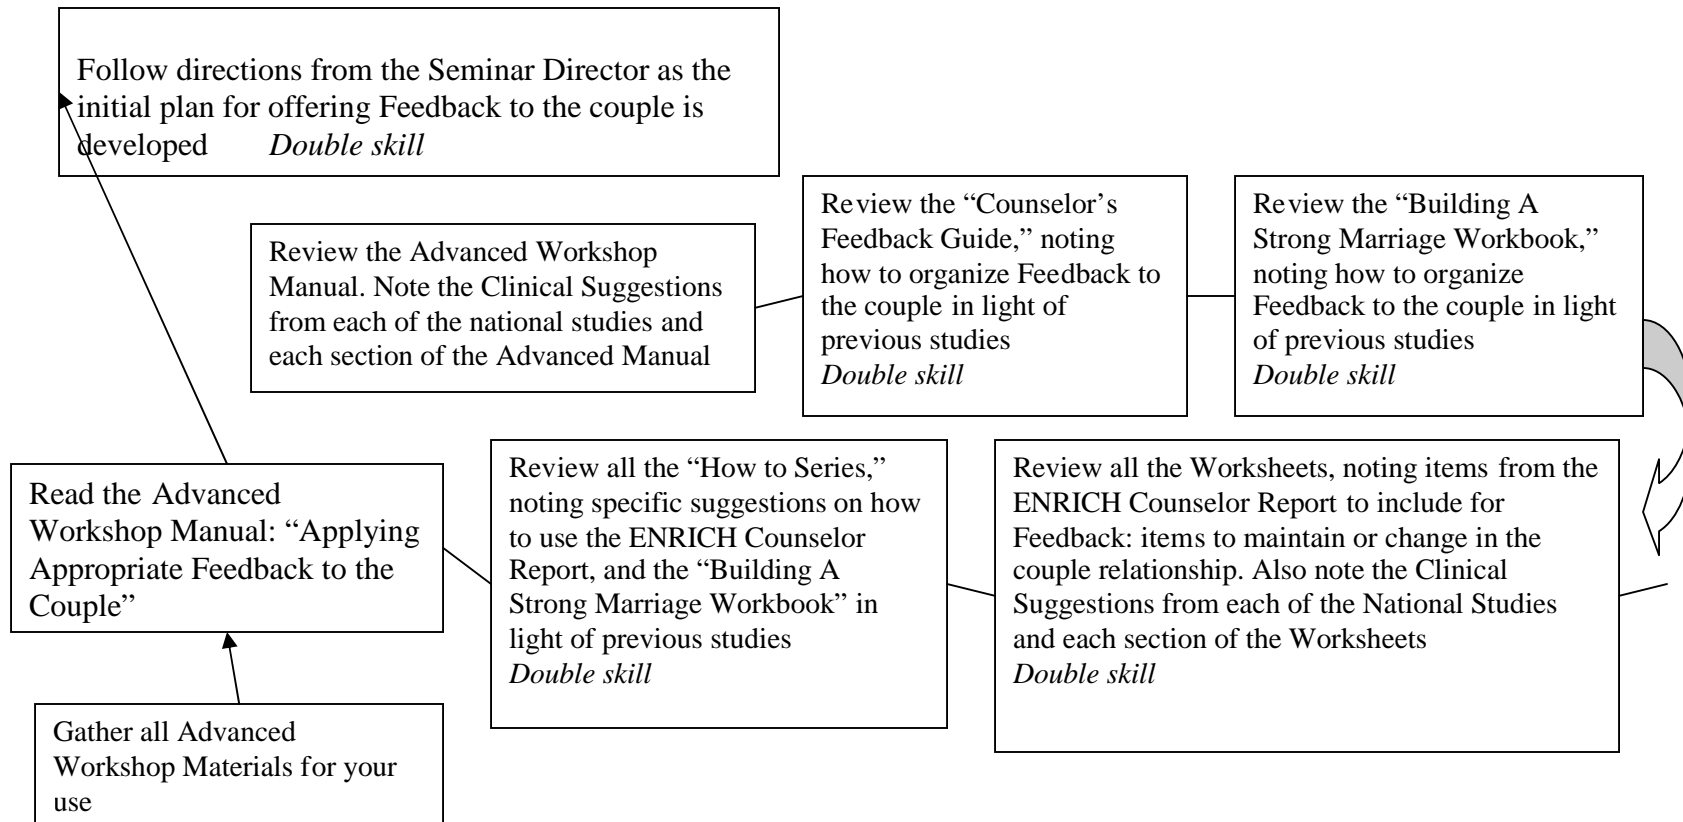 Follow directions from the Seminar Director as the
initial plan for offering Feedback to the couple is
developed Double skill
Review the Advanced Workshop
Manual. Note the Clinical Suggestions
from each of the national studies and
each section of the Advanced Manual
Review the “Counselor’s
Feedback Guide,” noting
how to organize Feedback to
the couple in light of
previous studies
Double skill
Review the “Building A
Strong Marriage Workbook,”
noting how to organize
Feedback to the couple in light
of previous studies
Double skill
Read the Advanced
Workshop Manual: “Applying
Appropriate Feedback to the
Couple”
Review all the “How to Series,”
noting specific suggestions on how
to use the ENRICH Counselor
Report, and the “Building A
Strong Marriage Workbook” in
light of previous studies
Double skill
Review all the Worksheets, noting items from the
ENRICH Counselor Report to include for
Feedback: items to maintain or change in the
couple relationship. Also note the Clinical
Suggestions from each of the National Studies
and each section of the Worksheets
Double skill
Gather all Advanced
Workshop Materials for your
use